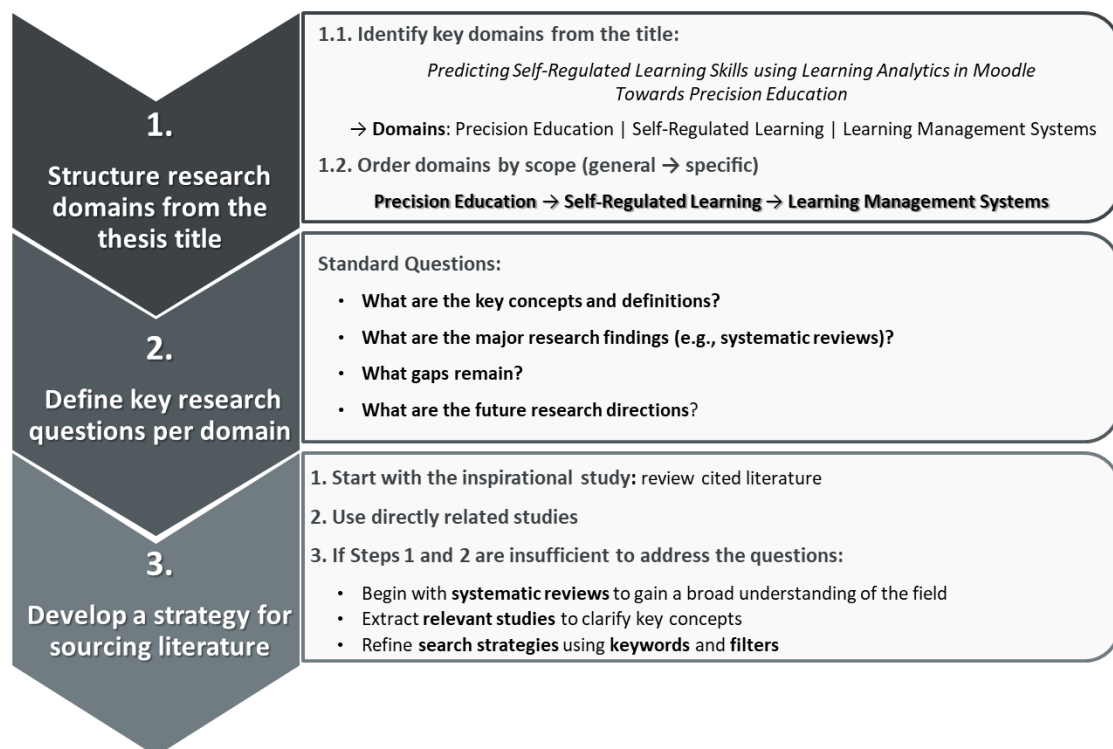 1.
Structure research
domains from the
thesis title
1.1. Identify key domains from the title:
Predicting Self-Regulated Learning Skills using Learning Analytics in Moodle
Towards Precision Education
→ Domains: Precision Education | Self-Regulated Learning | Learning Management Systems
1.2. Order domains by scope (general → specific)
Precision Education → Self-Regulated Learning → Learning Management Systems
2.
Define key research
questions per domain
Standard Questions:
• What are the key concepts and definitions?
• What are the major research findings (e.g., systematic reviews)?
• What gaps remain?
• What are the future research directions?
3.
Develop a strategy for
sourcing literature
1. Start with the inspirational study: review cited literature
2. Use directly related studies
3. If Steps 1 and 2 are insufficient to address the questions:
• Begin with systematic reviews to gain a broad understanding of the field
• Extract relevant studies to clarify key concepts
• Refine search strategies using keywords and filters